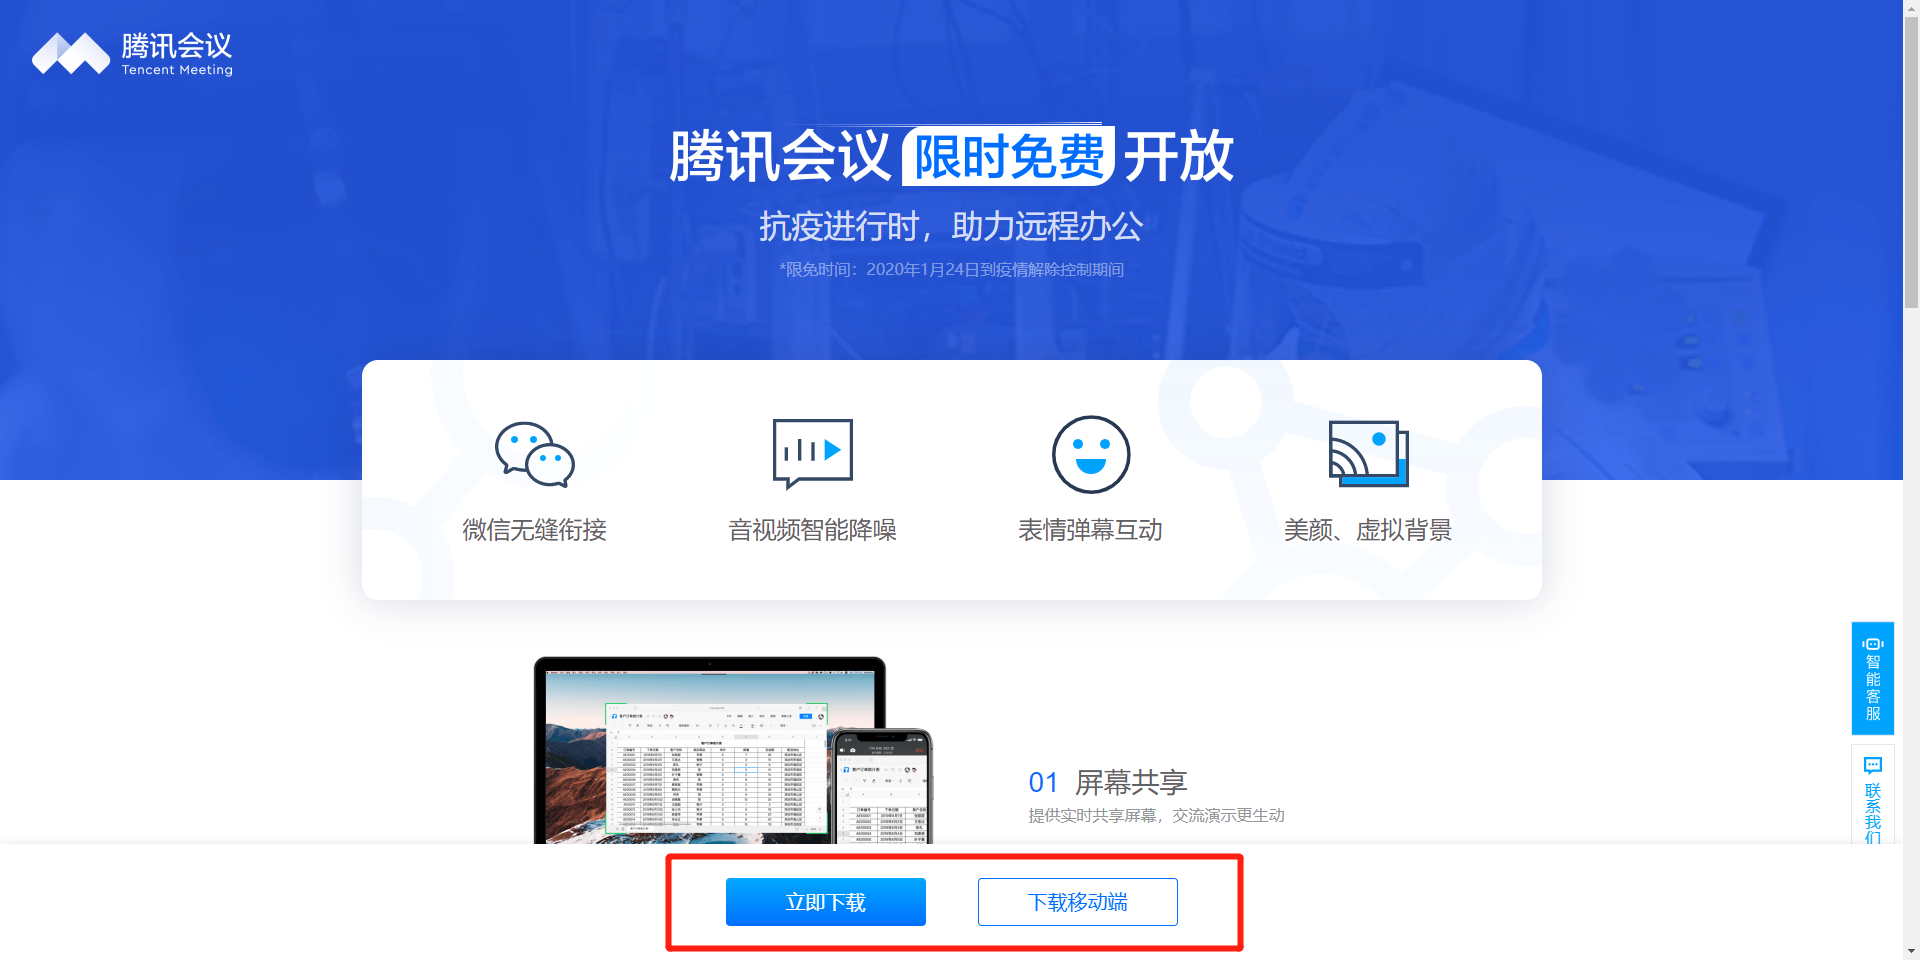 腾讯会议
Tencent Meeting
腾讯会议 限时免费 开放
抗疫进行时，助力远程办公
*限免时间：2020年1月24日到疫情解除控制期间
微信无缝衔接
音视频智能降噪
表情弹幕互动
美颜、虚拟背景
01 屏幕共享
提供实时共享屏幕，交流演示更生动
智能客服
联系我们
立即下载
下载移动端